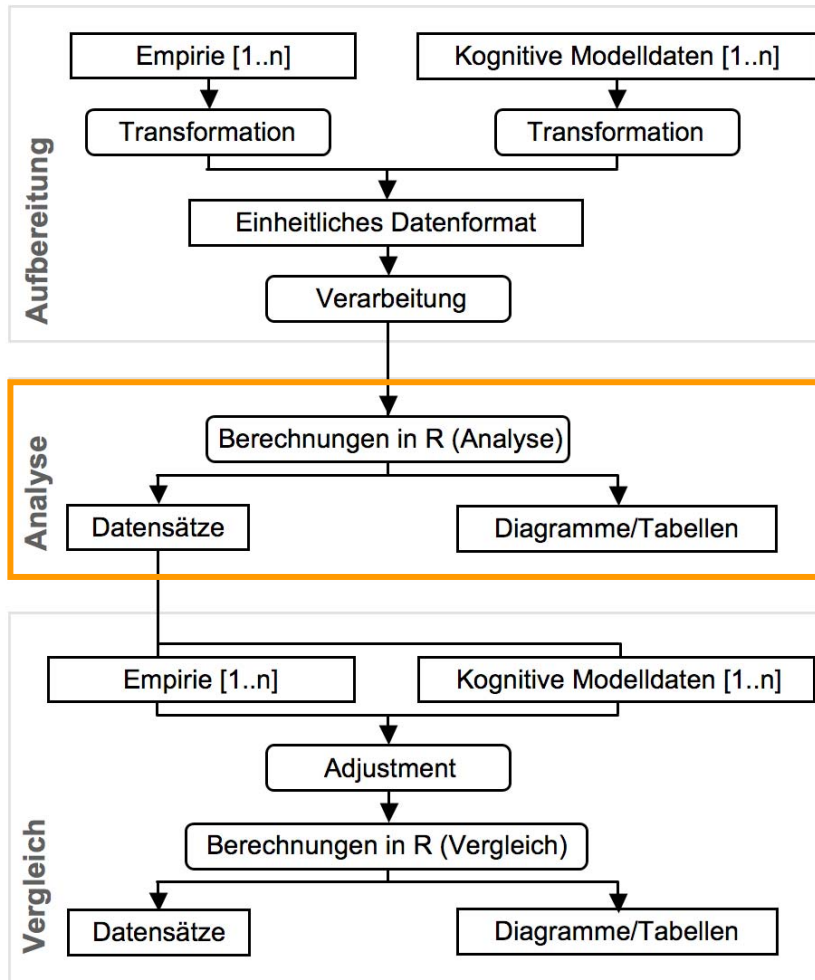 Aufbereitung
Empirie [1..n]
Kognitive Modelldaten [1..n]
Transformation
Transformation
Einheitliches Datenformat
Verarbeitung
Analyse
Berechnungen in R (Analyse)
Datensätze
Diagramme/Tabellen
Vergleich
Empirie [1..n]
Kognitive Modelldaten [1..n]
Adjustment
Berechnungen in R (Vergleich)
Datensätze
Diagramme/Tabellen